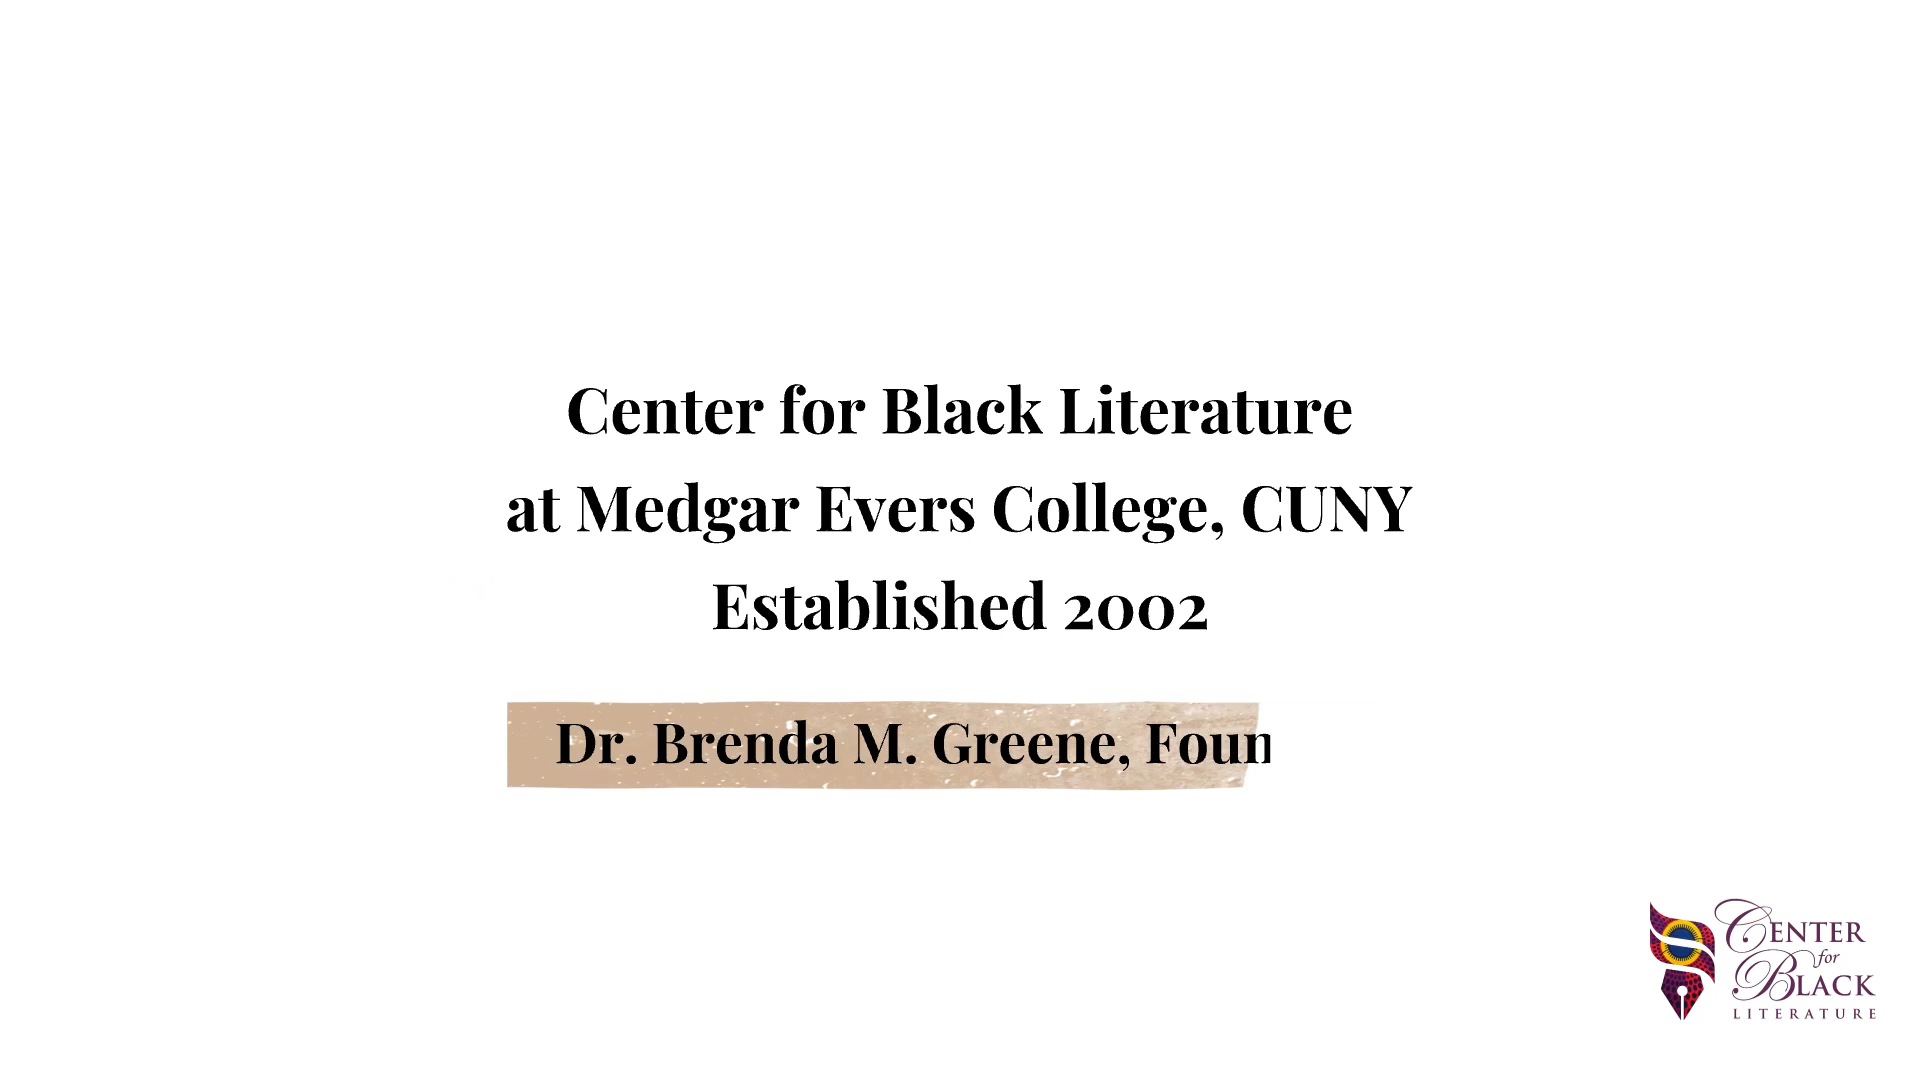 Center for Black Literature
at Medgar Evers College, CUNY
Established 2002
Dr. Brenda M. Greene, Foun
CENTER
for
BLACK
LITERATURE